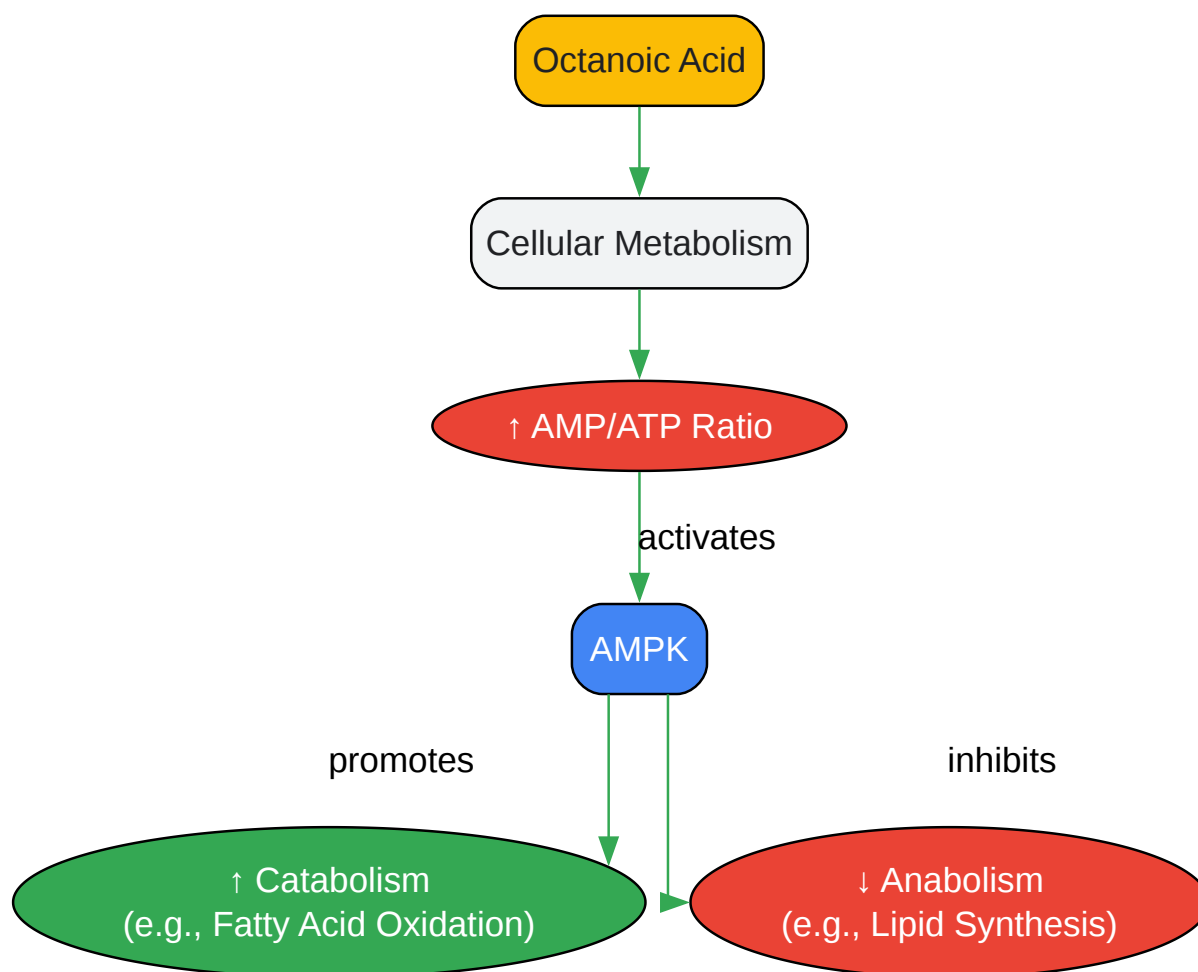 Octanoic Acid
Cellular Metabolism
↑ AMP/ATP Ratio
activates
AMPK
promotes
inhibits
↑ Catabolism
(e.g., Fatty Acid Oxidation)
↓ Anabolism
(e.g., Lipid Synthesis)